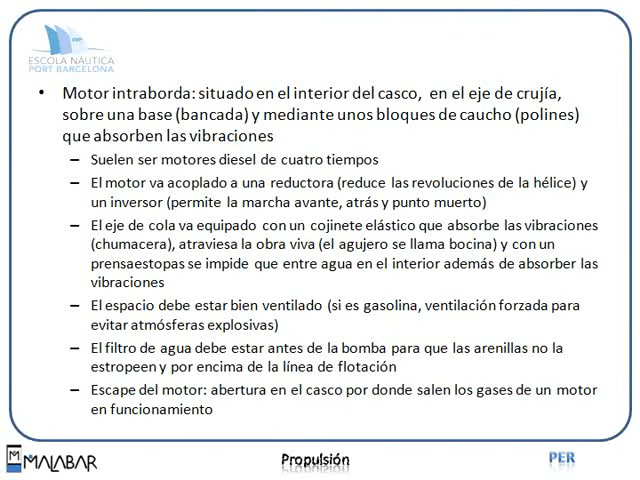 ESCOLA NÀUTICA
PORT BARCELONA
• Motor intraborda: situado en el interior del casco, en el eje de crujía,
sobre una base (bancada) y mediante unos bloques de caucho (polines)
que absorben las vibraciones
– Suelen ser motores diesel de cuatro tiempos
– El motor va acoplado a una reductora (reduce las revoluciones de la hélice) y
un inversor (permite la marcha avante, atrás y punto muerto)
– El eje de cola va equipado con un cojinete elástico que absorbe las vibraciones
(chumacera), atraviesa la obra viva (el agujero se llama bocina) y con un
prensaestopas se impide que entre agua en el interior además de absorber las
vibraciones
– El espacio debe estar bien ventilado (si es gasolina, ventilación forzada para
evitar atmósferas explosivas)
– El filtro de agua debe estar antes de la bomba para que las arenillas no la
estropeen y por encima de la línea de flotación
– Escape del motor: abertura en el casco por donde salen los gases de un motor
en funcionamiento
MALABAR
Propulsión
PER